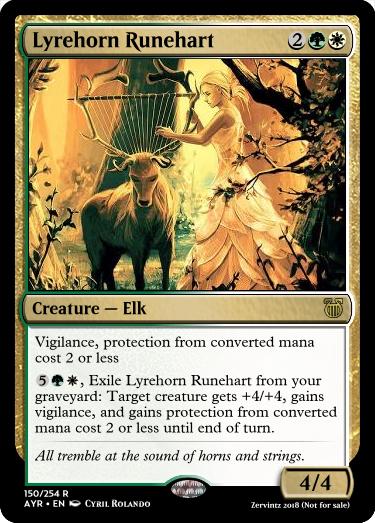 Lyrehorn Runehart 2
Creature — Elk
Vigilance, protection from converted mana
cost 2 or less
5, Exile Lyrehorn Runehart from your
graveyard: Target creature gets +4/+4, gains
vigilance, and gains protection from converted
mana cost 2 or less until end of turn.
All tremble at the sound of horns and strings.
4/4
150/254 R
AYR • EN Cyril Rolando
Zervintz 2018 (Not for sale)